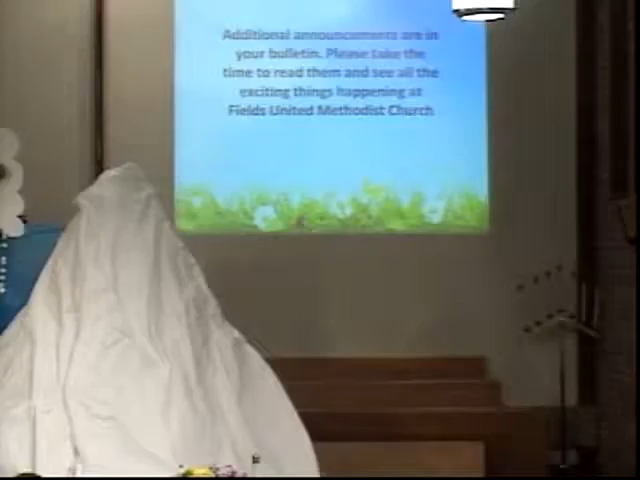 Additional announcements are in
your bulletin. Please take the
time to read them and see all the
exciting things happening at
Fields United Methodist Church